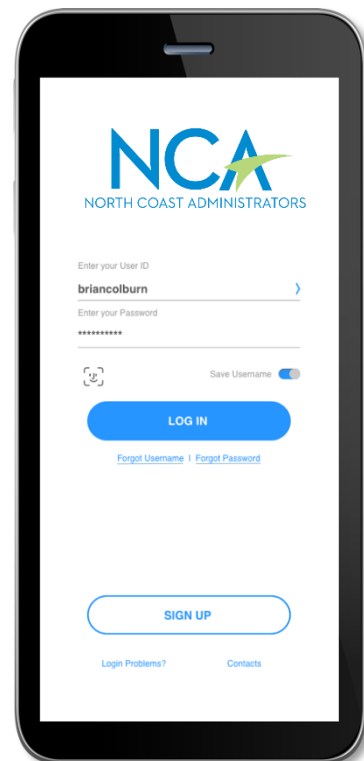 NCA
NORTH COAST ADMINISTRATORS
Enter your User ID
briancolburn
Enter your Password
**********
Save Username
LOG IN
Forgot Username | Forgot Password
SIGN UP
Login Problems? Contacts